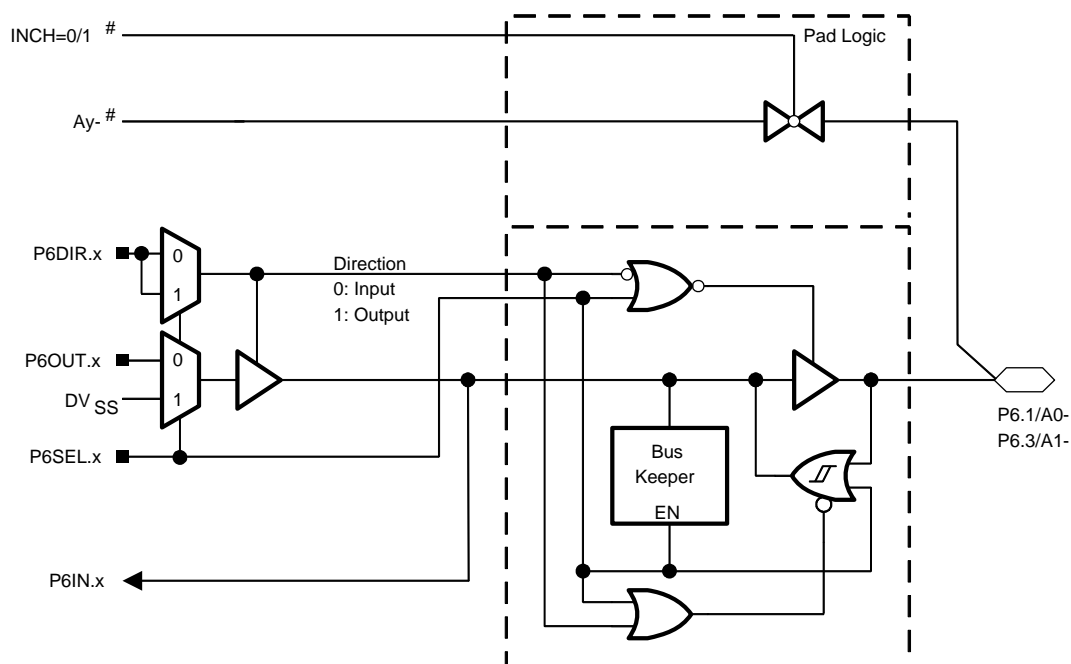 INCH=0/1 #
Pad Logic
Ay- #
P6DIR.x
0
1
Direction
0: Input
1: Output
P6OUT.x
0
DV SS
1
P6SEL.x
P6.1/A0-
P6.3/A1-
Bus
Keeper
EN
P6IN.x